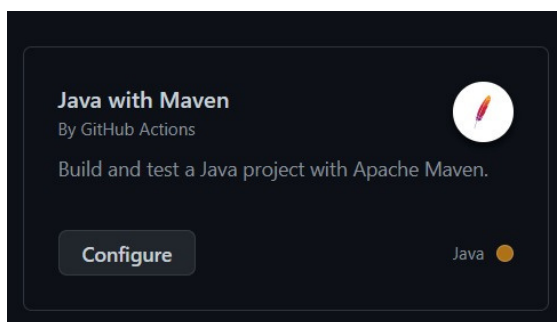 Java with Maven
By GitHub Actions
Build and test a Java project with Apache Maven.
Configure
Java